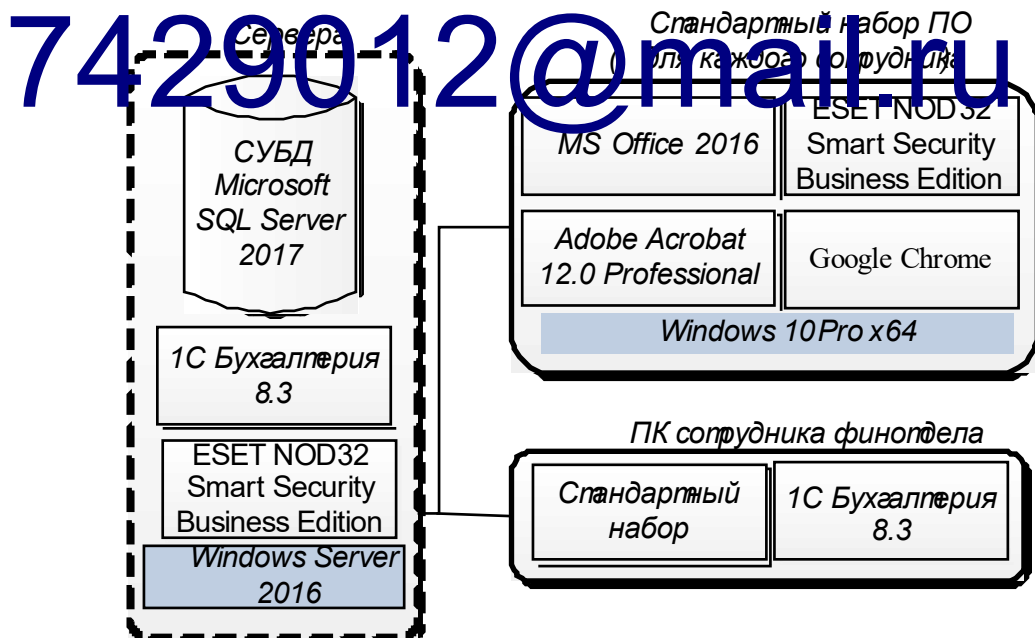 7429012@mail.ru
Сервера
СУБД
Microsoft
SQL Server
2017
1С Бухгалтерия
8.3
ESET NOD32
Smart Security
Business Edition
Windows Server
2016
Стандартный набор ПО
(для каждого сотрудника)
MS Office 2016
ESET NOD32
Smart Security
Business Edition
Adobe Acrobat
12.0 Professional
Google Chrome
Windows 10 Pro x64
ПК сотрудника финотдела
Стандартный
набор
1С Бухгалтерия
8.3